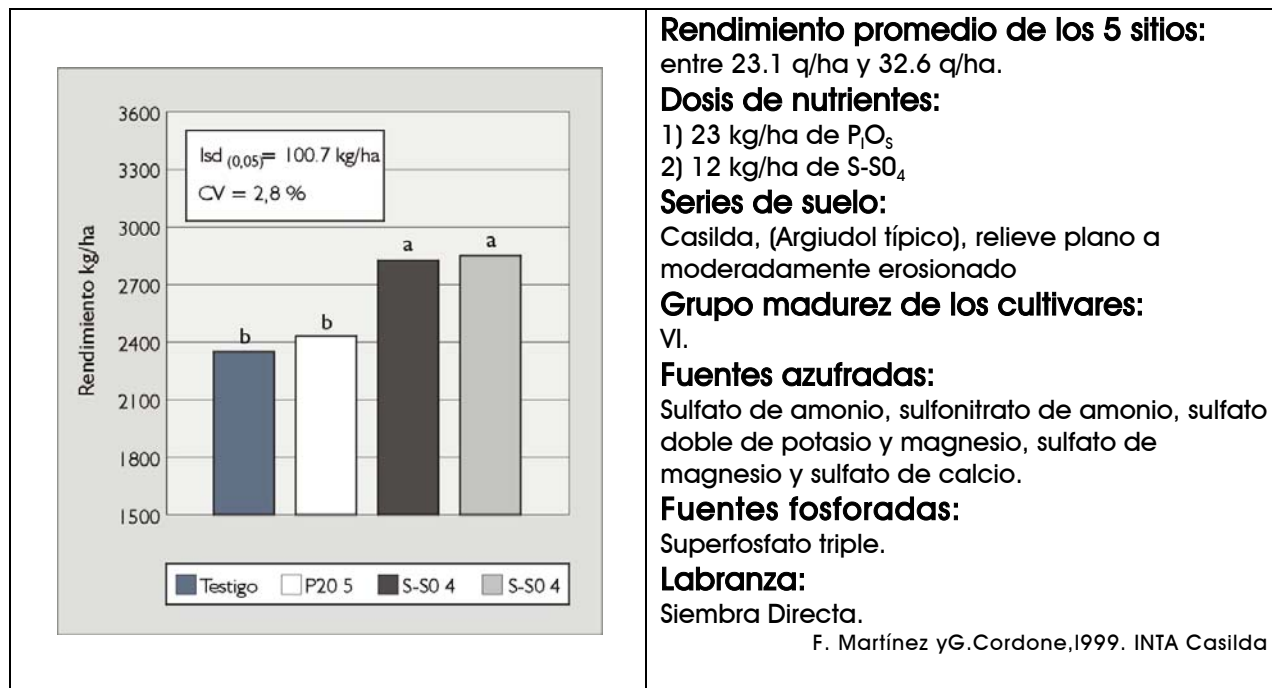 3600
3300
3000
2700
2400
2100
1800
1500
Rendimiento kg/ha
lsd (0,05)= 100.7 kg/ha
CV = 2,8 %
b
b
a
a
Testigo P20 5 S-S0 4 S-S0 4
Rendimiento promedio de los 5 sitios:
entre 23.1 q/ha y 32.6 q/ha.
Dosis de nutrientes:
1) 23 kg/ha de PIOS
2) 12 kg/ha de S-S04
Series de suelo:
Casilda, (Argiudol típico), relieve plano a
moderadamente erosionado
Grupo madurez de los cultivares:
VI.
Fuentes azufradas:
Sulfato de amonio, sulfonitrato de amonio, sulfato
doble de potasio y magnesio, sulfato de
magnesio y sulfato de calcio.
Fuentes fosforadas:
Superfosfato triple.
Labranza:
Siembra Directa.
F. Martínez yG.Cordone,l999. INTA Casilda